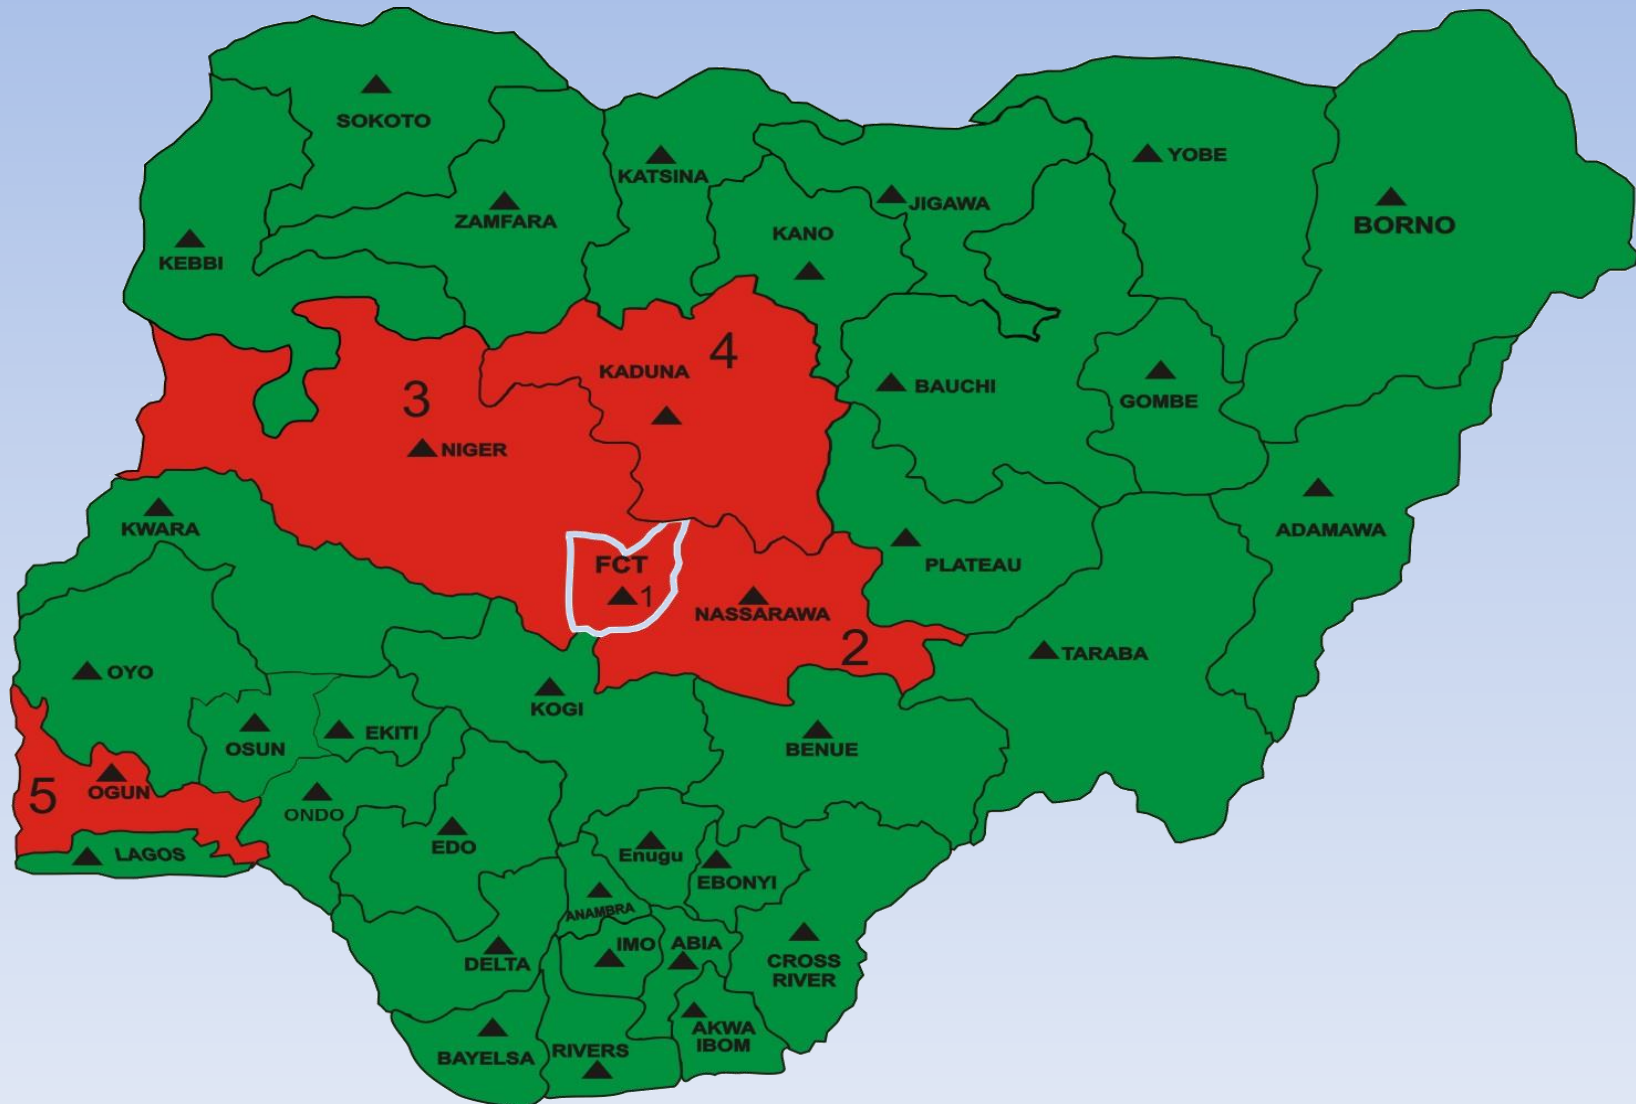 SOKOTO
KATSINA
YOBE
JIGAWA
BORNO
ZAMFARA
KANO
KEBBI
4
KADUNA
BAUCHI
3
GOMBE
NIGER
KWARA
ADAMAWA
FCT
1
PLATEAU
NASSARAWA
2
TARABA
OYO
KOGI
OSUN
EKITI
BENUE
5
OGUN
ONDO
EDO
LAGOS
Enugu
EBONYI
ANAMBRA
IMO
ABIA
DELTA
CROSS
RIVER
AKWA
IBOM
BAYELSA
RIVERS